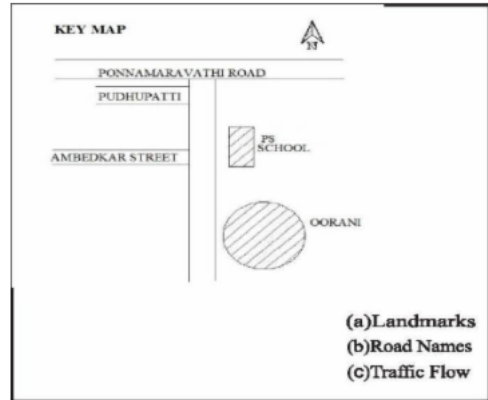 KEY MAP
N
PONNAMARAVATHI ROAD
PUDHUPATTI
PS
SCHOOL
AMBEDKAR STREET
OORANI
(a)Landmarks
(b)Road Names
(c)Traffic Flow